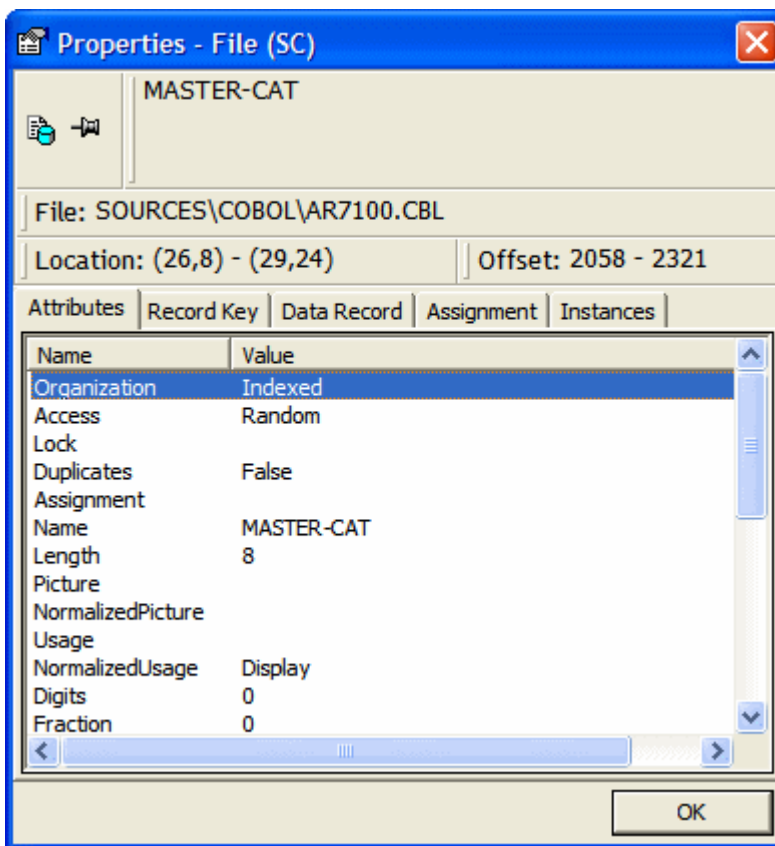 Properties - File (SC)
MASTER-CAT
File: SOURCES\COBOL\AR7100.CBL
Location: (26,8) - (29,24) Offset: 2058 - 2321
Attributes Record Key Data Record Assignment Instances
Name Value
Organization Indexed
Access Random
Lock
Duplicates False
Assignment
Name MASTER-CAT
Length 8
Picture
NormalizedPicture
Usage
NormalizedUsage Display
Digits 0
Fraction 0
OK